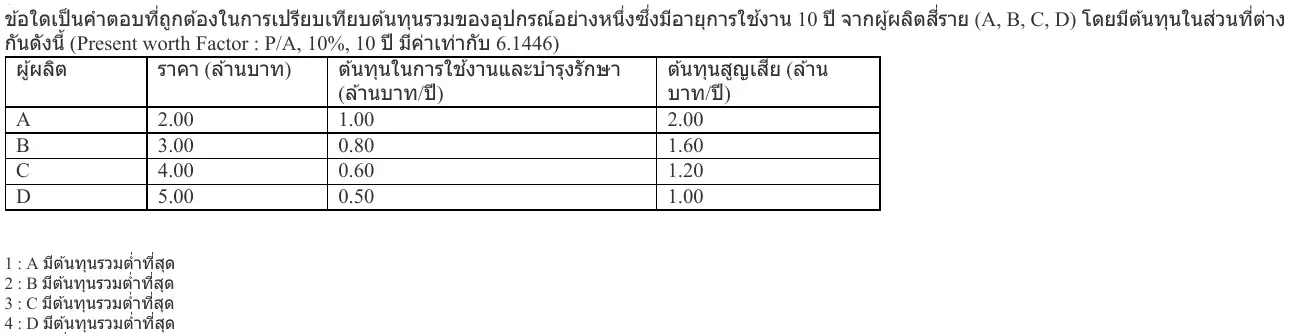 ข้อใดเป็นคำตอบที่ถูกต้องในการเปรียบเทียบต้นทุนรวมของอุปกรณ์อย่างหนึ่งซึ่งมีอายุการใช้งาน 10 ปี จากผู้ผลิตสี่ราย (A, B, C, D) โดยมีต้นทุนในส่วนที่ต่าง
กันดังนี้ (Present worth Factor : P/A, 10%, 10 ปี มีค่าเท่ากับ 6.1446)
ผู้ผลิต ราคา (ล้านบาท) ต้นทุนในการใช้งานและบำรุงรักษา ต้นทุนสูญเสีย (ล้าน
(ล้านบาท/ปี) บาท/ปี)
A 2.00 1.00 2.00
B 3.00 0.80 1.60
C 4.00 0.60 1.20
D 5.00 0.50 1.00
1 : A มีต้นทุนรวมต่ำที่สุด
2 : B มีต้นทุนรวมต่ำที่สุด
3 : C มีต้นทุนรวมต่ำที่สุด
4 : D มีต้นทุนรวมต่ำที่สุด